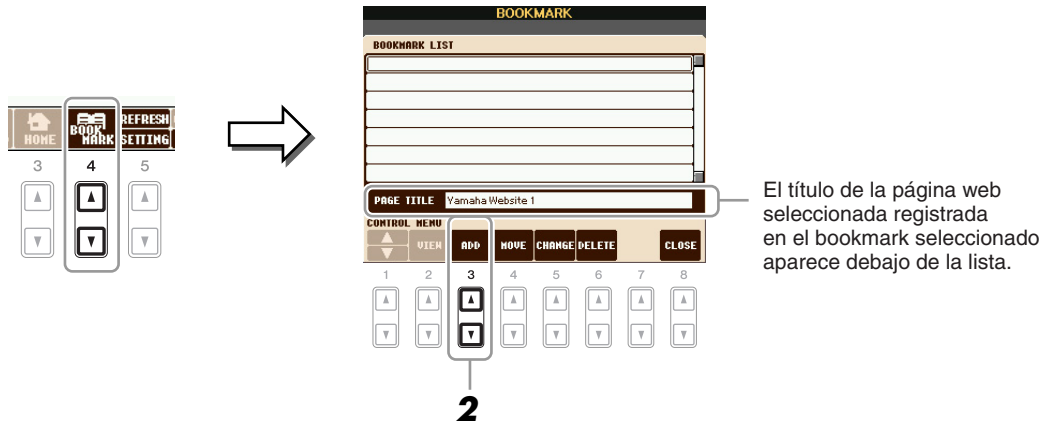 BOOKMARK
BOOKMARK LIST
HOME
BOOK
MARK
REFRESH
SETTING
3 4 5
PAGE TITLE Yamaha Website 1
CONTROL MENU
VIEW ADD MOVE CHANGE DELETE CLOSE
1 2 3 4 5 6 7 8
El título de la página web
seleccionada registrada
en el bookmark seleccionado
aparece debajo de la lista.
2